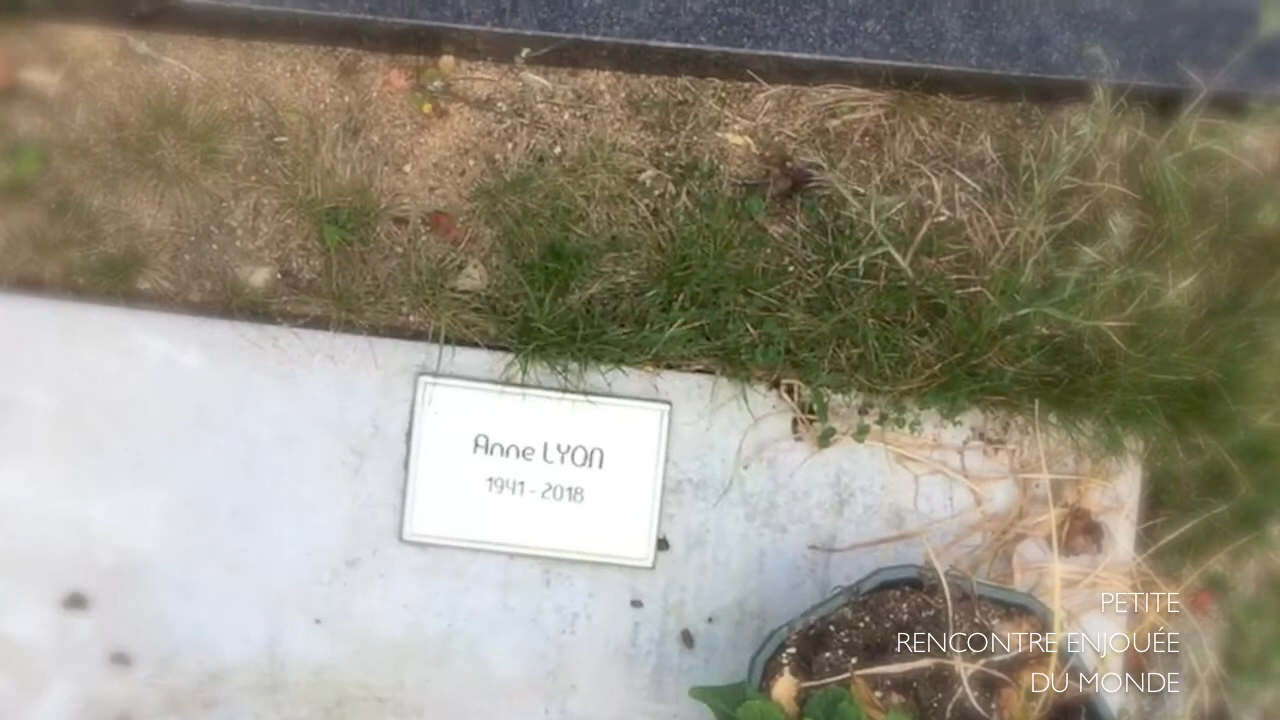 Anne LYON
1941 - 2018
PETITE
RENCONTRE ENJOUÉE
DU MONDE